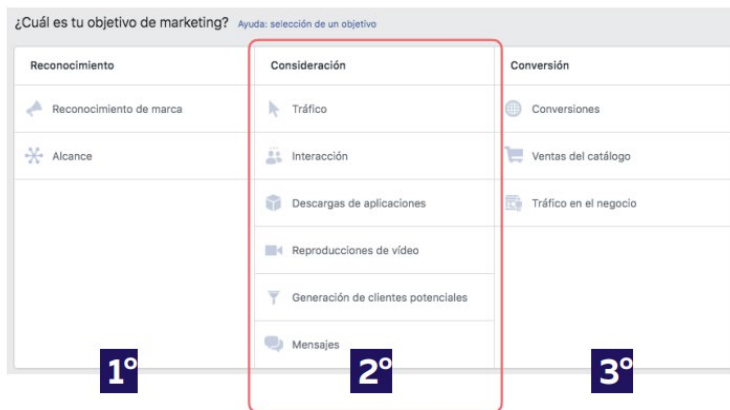 ¿Cuál es tu objetivo de marketing? Ayuda: selección de un objetivo
Reconocimiento
Reconocimiento de marca
Alcance
1º
Consideración
Tráfico
Interacción
Descargas de aplicaciones
Reproducciones de vídeo
Generación de clientes potenciales
Mensajes
2º
Conversión
Conversiones
Ventas del catálogo
Tráfico en el negocio
3º